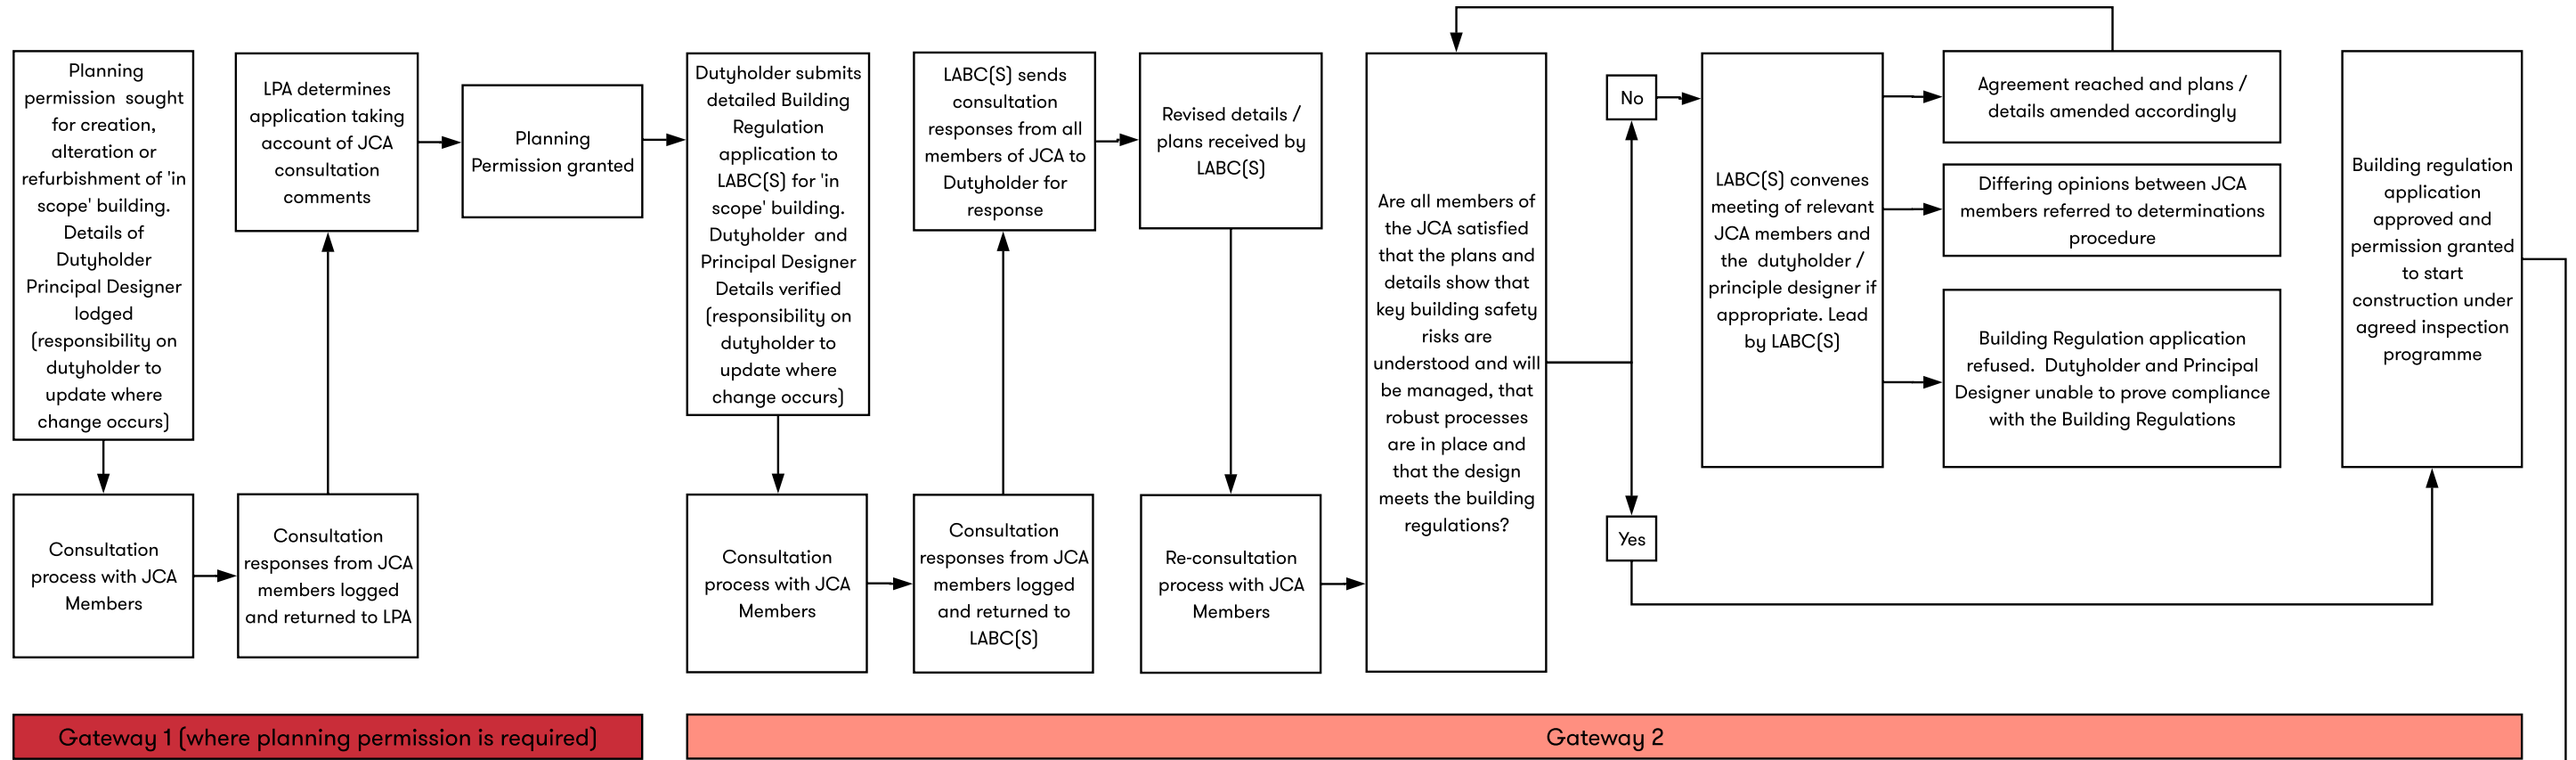 Planning
permission sought
for creation,
alteration or
refurbishment of 'in
scope' building.
Details of
Dutyholder
Principal Designer
lodged
(responsibility on
dutyholder to
update where
change occurs)
Consultation
process with JCA
Members
Consultation
responses from JCA
members logged
and returned to LPA
LPA determines
application taking
account of JCA
consultation
comments
Planning
Permission granted
Dutyholder submits
detailed Building
Regulation
application to
LABC(S) for 'in
scope' building.
Dutyholder and
Principal Designer
Details verified
(responsibility on
dutyholder to
update where
change occurs)
Consultation
process with JCA
Members
Consultation
responses from JCA
members logged
and returned to
LABC(S)
LABC(S) sends
consultation
responses from all
members of JCA to
Dutyholder for
response
Revised details /
plans received by
LABC(S)
Re-consultation
process with JCA
Members
Are all members of
the JCA satisfied
that the plans and
details show that
key building safety
risks are
understood and will
be managed, that
robust processes
are in place and
that the design
meets the building
regulations?
No
Yes
LABC(S) convenes
meeting of relevant
JCA members and
the dutyholder /
principle designer if
appropriate. Lead
by LABC(S)
Agreement reached and plans /
details amended accordingly
Differing opinions between JCA
members referred to determinations
procedure
Building Regulation application
refused. Dutyholder and Principal
Designer unable to prove compliance
with the Building Regulations
Building regulation
application
approved and
permission granted
to start
construction under
agreed inspection
programme
Gateway 1 (where planning permission is required)
Gateway 2